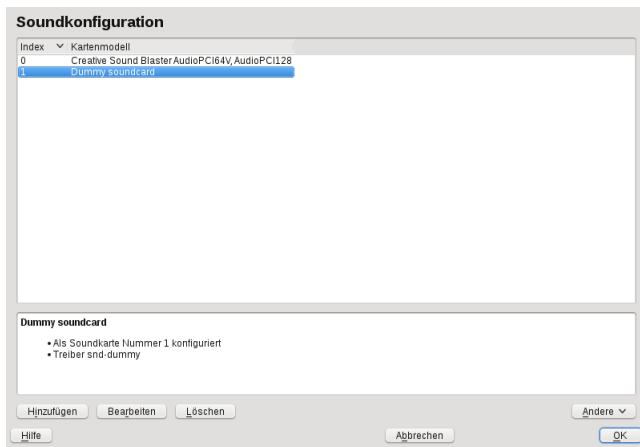 Soundkonfiguration
Index Kartenmodell
0 Creative Sound Blaster AudioPCI64V, AudioPCI128
1 Dummy soundcard
Dummy soundcard
• Als Soundkarte Nummer 1 konfiguriert
• Treiber snd-dummy
Hinzufügen Bearbeiten Löschen Andere
Hilfe Abbrechen OK